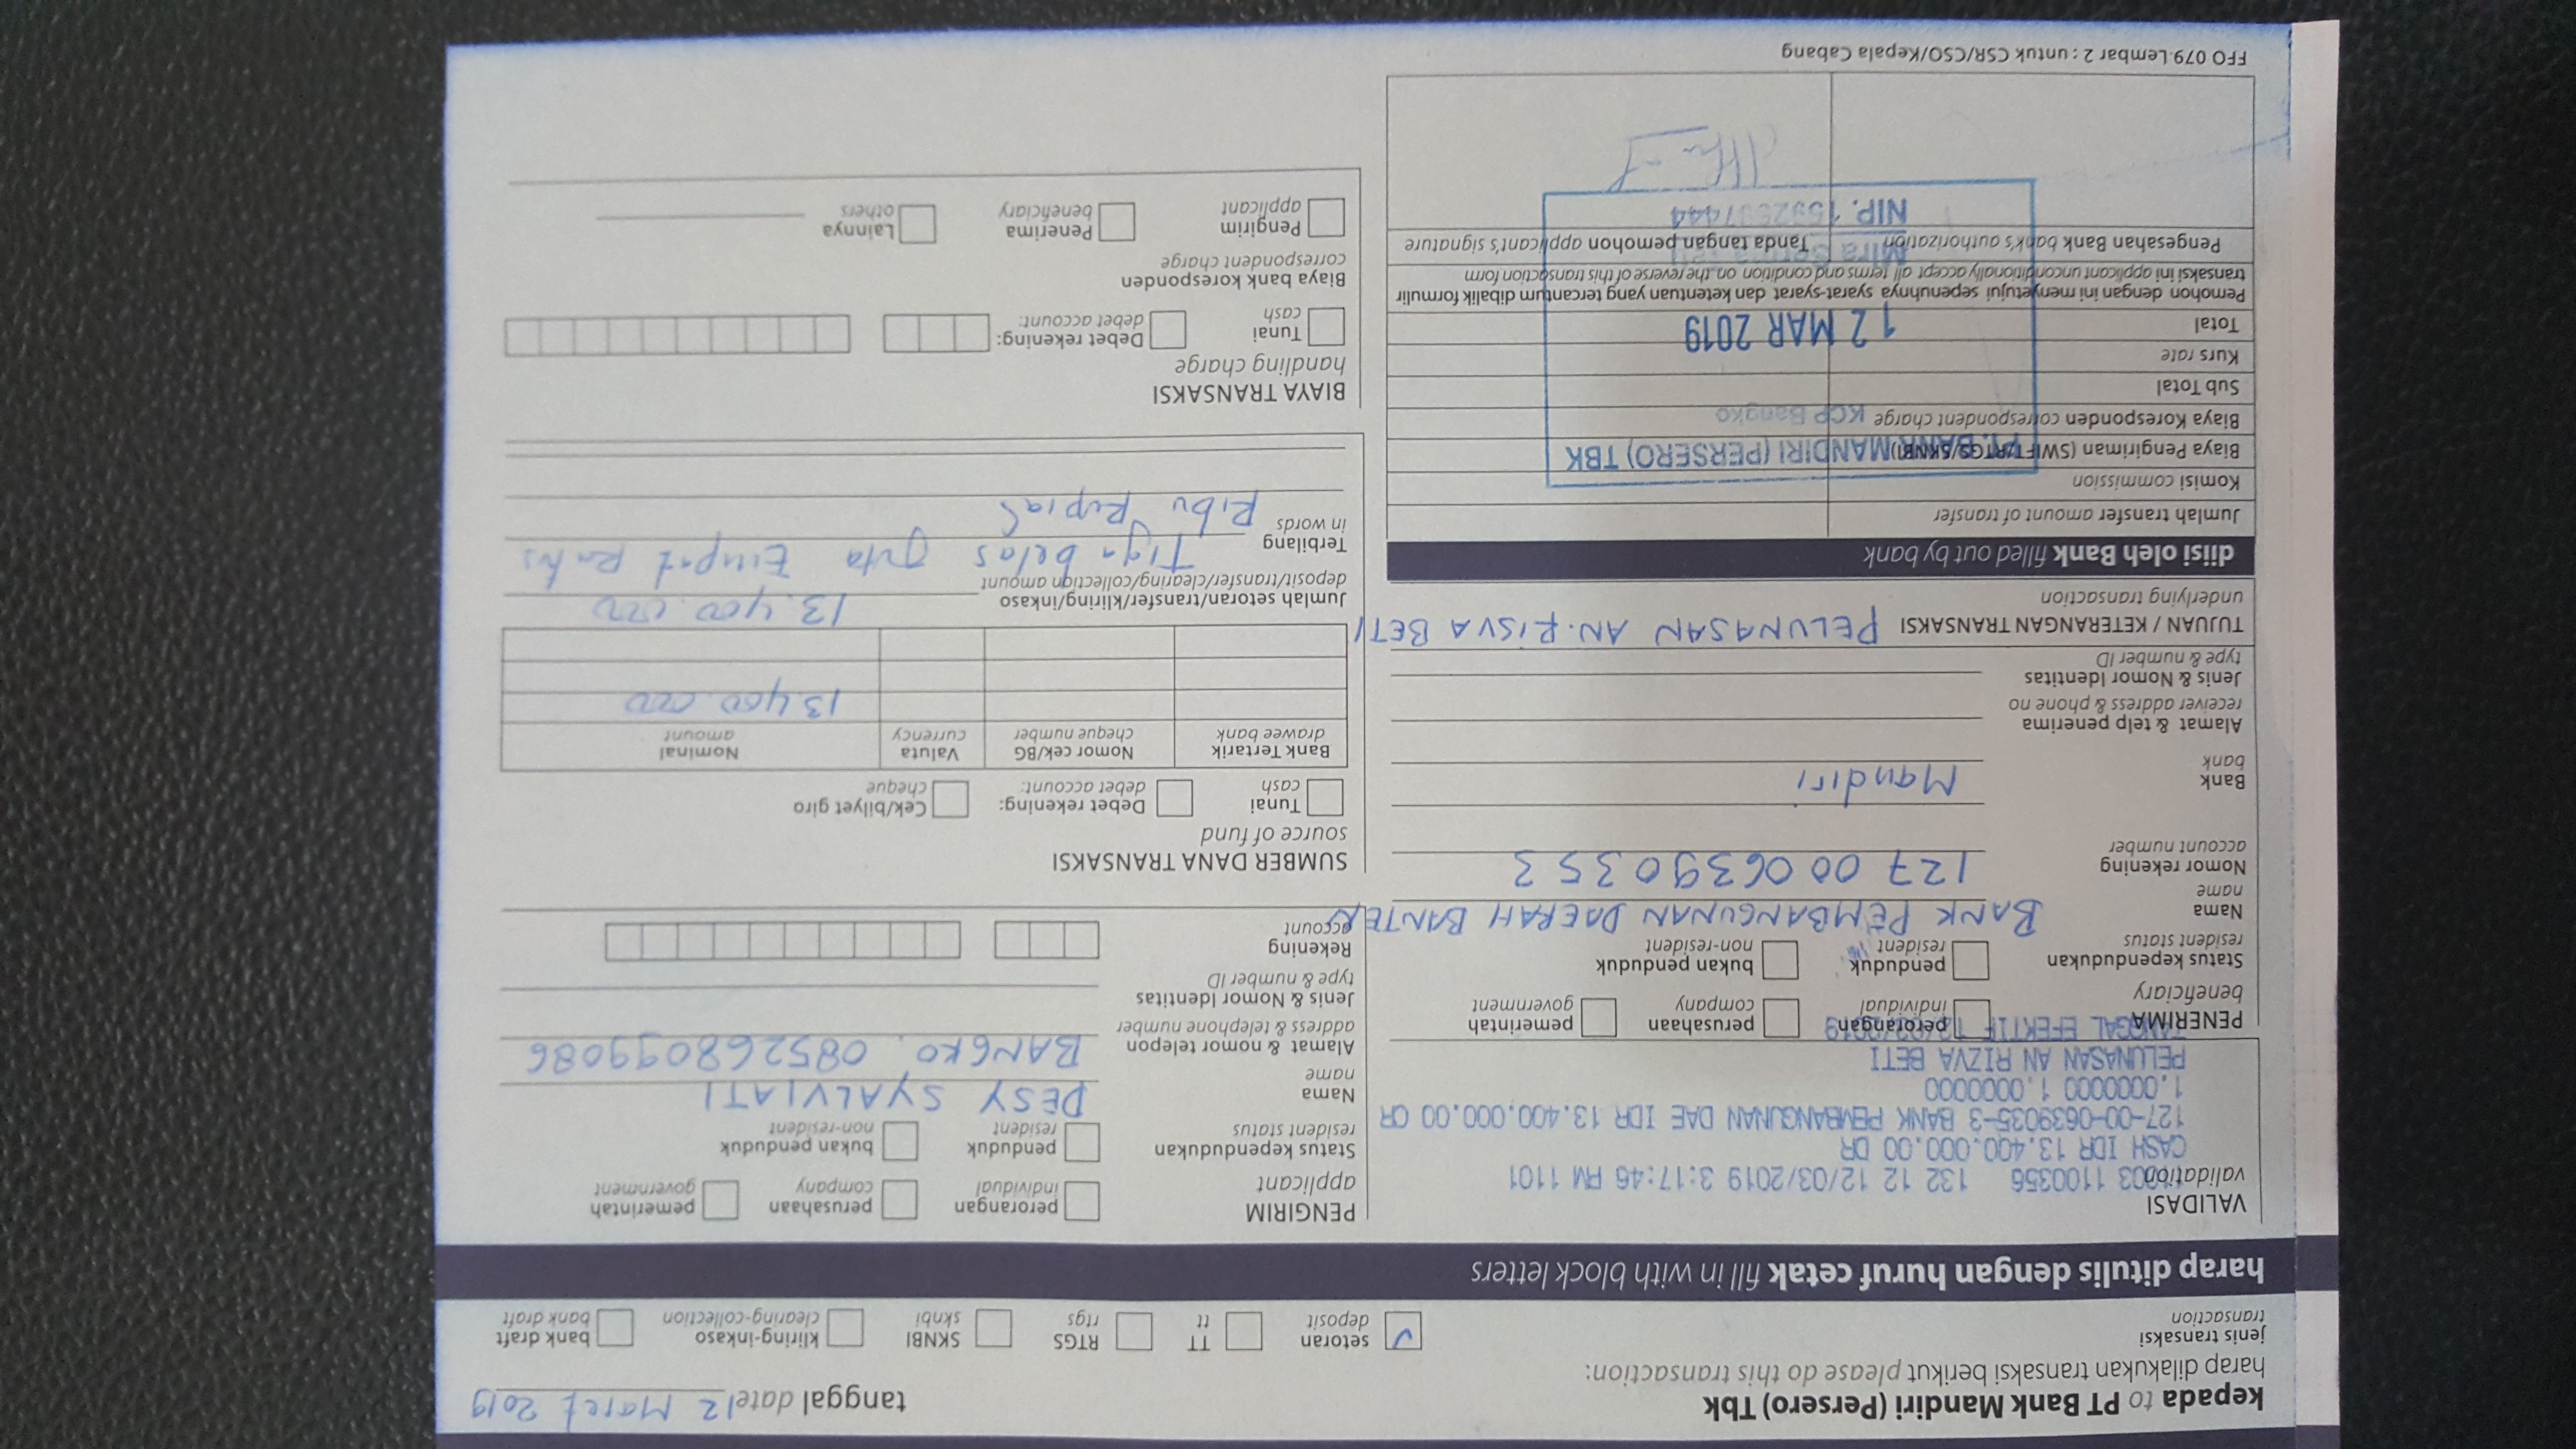 kepada to PT Bank Mandiri (Persero) Tbk
harap dilakukan transaksi berikut please do this transaction:
tanggal date 12 Maret 2019
jenis transaksi
transaction
setoran
deposit
TT
tt
RTGS
rtgs
SKNBI
sknbi
kliring-inkaso
clearing-collection
bank draft
bank draft
harap ditulis dengan huruf cetak fill in with block letters
VALIDASI
validation
1100356 132 12 12/03/2019 3:17:46 PM 1101
CASH IDR 13.400.000.00 DR
127-00-0639035-3 BANK PEMBANGUNAN DAE IDR 13.400.000.00 CR
1.0000000 1.0000000
PELUNASAN AN RIZVA BETI
TANGGAL EFEKTIF 12/03/2019
PENERIMA
beneficiary
perorangan
individual
perusahaan
company
pemerintah
government
Status kependudukan
resident status
penduduk
resident
bukan penduduk
non-resident
Nama
name
BANK PEMBANGUNAN DAERAH BANTEN
Nomor rekening
account number
127 00 06390353
Bank
bank
Mandiri
Alamat & telp penerima
receiver address & phone no
Jenis & Nomor Identitas
type & number ID
TUJUAN / KETERANGAN TRANSAKSI
underlying transaction
PELUNASAN AN. RISVA BETI
diisi oleh Bank filled out by bank
Jumlah transfer amount of transfer
Komisi commission
Biaya Pengiriman (SWIFT/RTGS/SKNBI)
Biaya Koresponden correspondent charge
Sub Total
Kurs rate
Total
PT. BANK MANDIRI (PERSERO) TBK
KCP Bangko
12 MAR 2019
Pemohon dengan ini menyetujui sepenuhnya syarat-syarat dan ketentuan yang tercantum dibalik formulir
transaksi ini applicant unconditionally accept all terms and condition on the reverse of this transaction form
Pengesahan Bank bank's authorization
Tanda tangan pemohon applicant's signature
Mira
NIP.
FFO 079.Lembar 2 : untuk CSR/CSO/Kepala Cabang
PENGIRIM
applicant
perorangan
individual
perusahaan
company
pemerintah
government
Status kependudukan
resident status
penduduk
resident
bukan penduduk
non-resident
Nama
name
DESY SYALVIATI
Alamat & nomor telepon
address & telephone number
BANGKO. 085268099086
Jenis & Nomor Identitas
type & number ID
Rekening
account
SUMBER DANA TRANSAKSI
source of fund
Tunai
cash
Debet rekening:
debet account:
Cek/bilyet giro
cheque
Bank Tertarik
drawee bank
Nomor cek/BG
cheque number
Valuta
currency
Nominal
amount
13.400.000
Jumlah setoran/transfer/kliring/inkaso
deposit/transfer/clearing/collection amount
13.400.000
Terbilang
in words
Tiga belas Juta Empat Ratus
Ribu Rupiah
BIAYA TRANSAKSI
handling charge
Tunai
cash
Debet rekening:
debet account:
Biaya bank koresponden
correspondent charge
Pengirim
applicant
Penerima
beneficiary
Lainnya
others